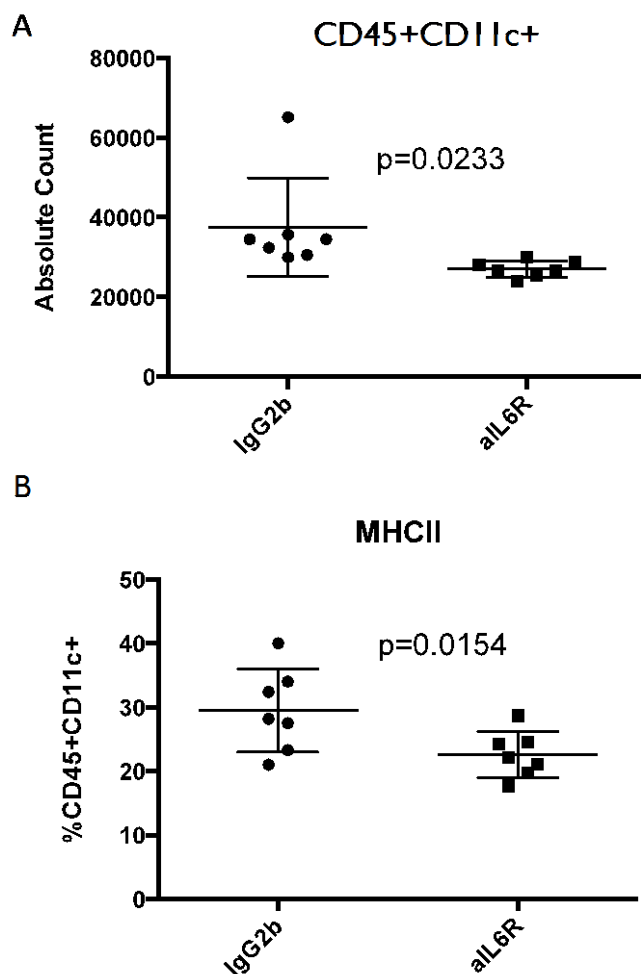 A
CD45+CD11c+
80000
60000
40000
20000
0
Absolute Count
p=0.0233
IgG2b
aIL6R
B
MHCII
50
40
30
20
10
0
%CD45+CD11c+
p=0.0154
IgG2b
aIL6R